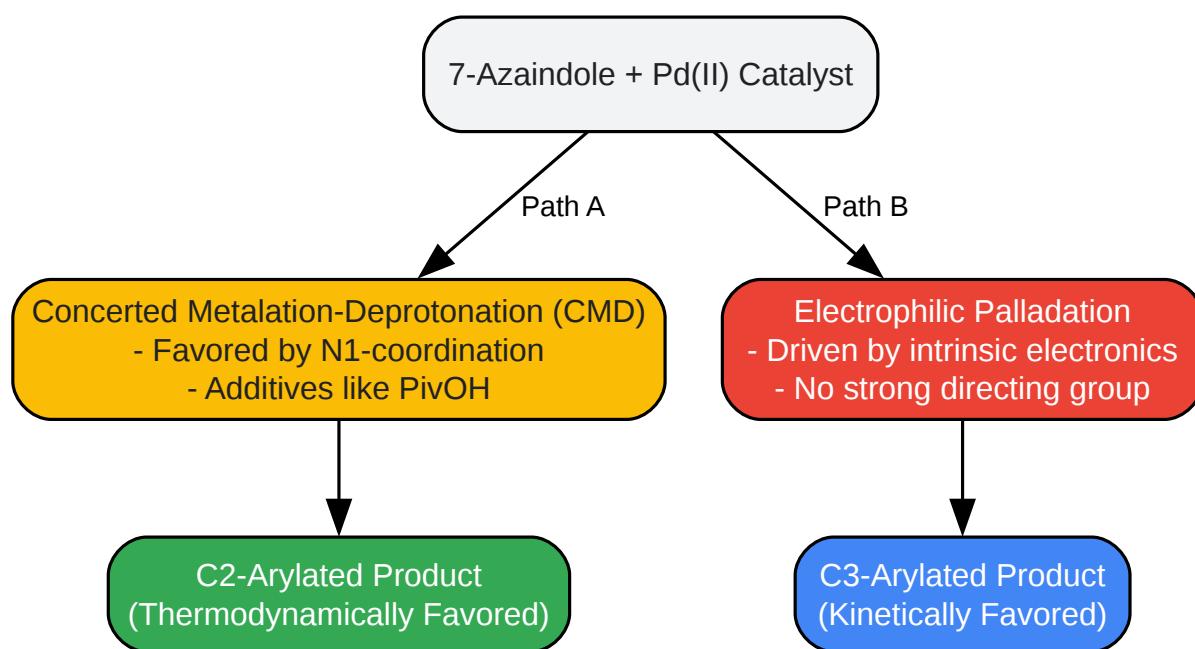 7-Azaindole + Pd(II) Catalyst
Path A
Path B
Concerted Metalation-Deprotonation (CMD)
- Favored by N1-coordination
- Additives like PivOH
Electrophilic Palladation
- Driven by intrinsic electronics
- No strong directing group
C2-Arylated Product
(Thermodynamically Favored)
C3-Arylated Product
(Kinetically Favored)